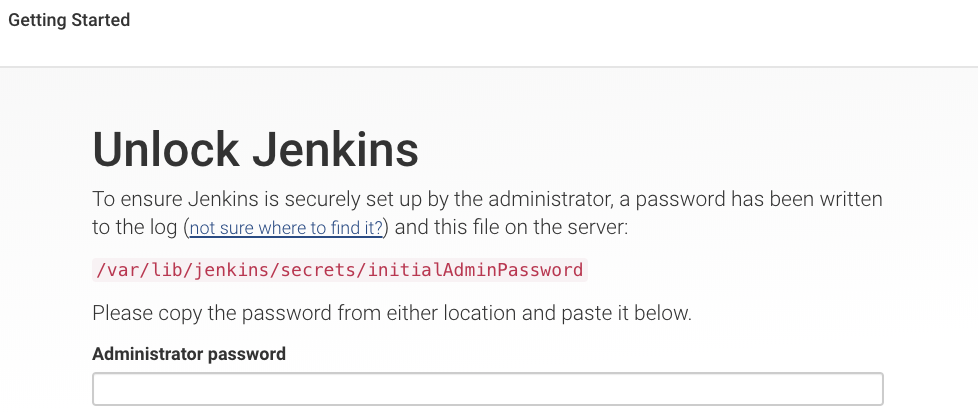 Getting Started
Unlock Jenkins
To ensure Jenkins is securely set up by the administrator, a password has been written
to the log (not sure where to find it?) and this file on the server:
/var/lib/jenkins/secrets/initialAdminPassword
Please copy the password from either location and paste it below.
Administrator password